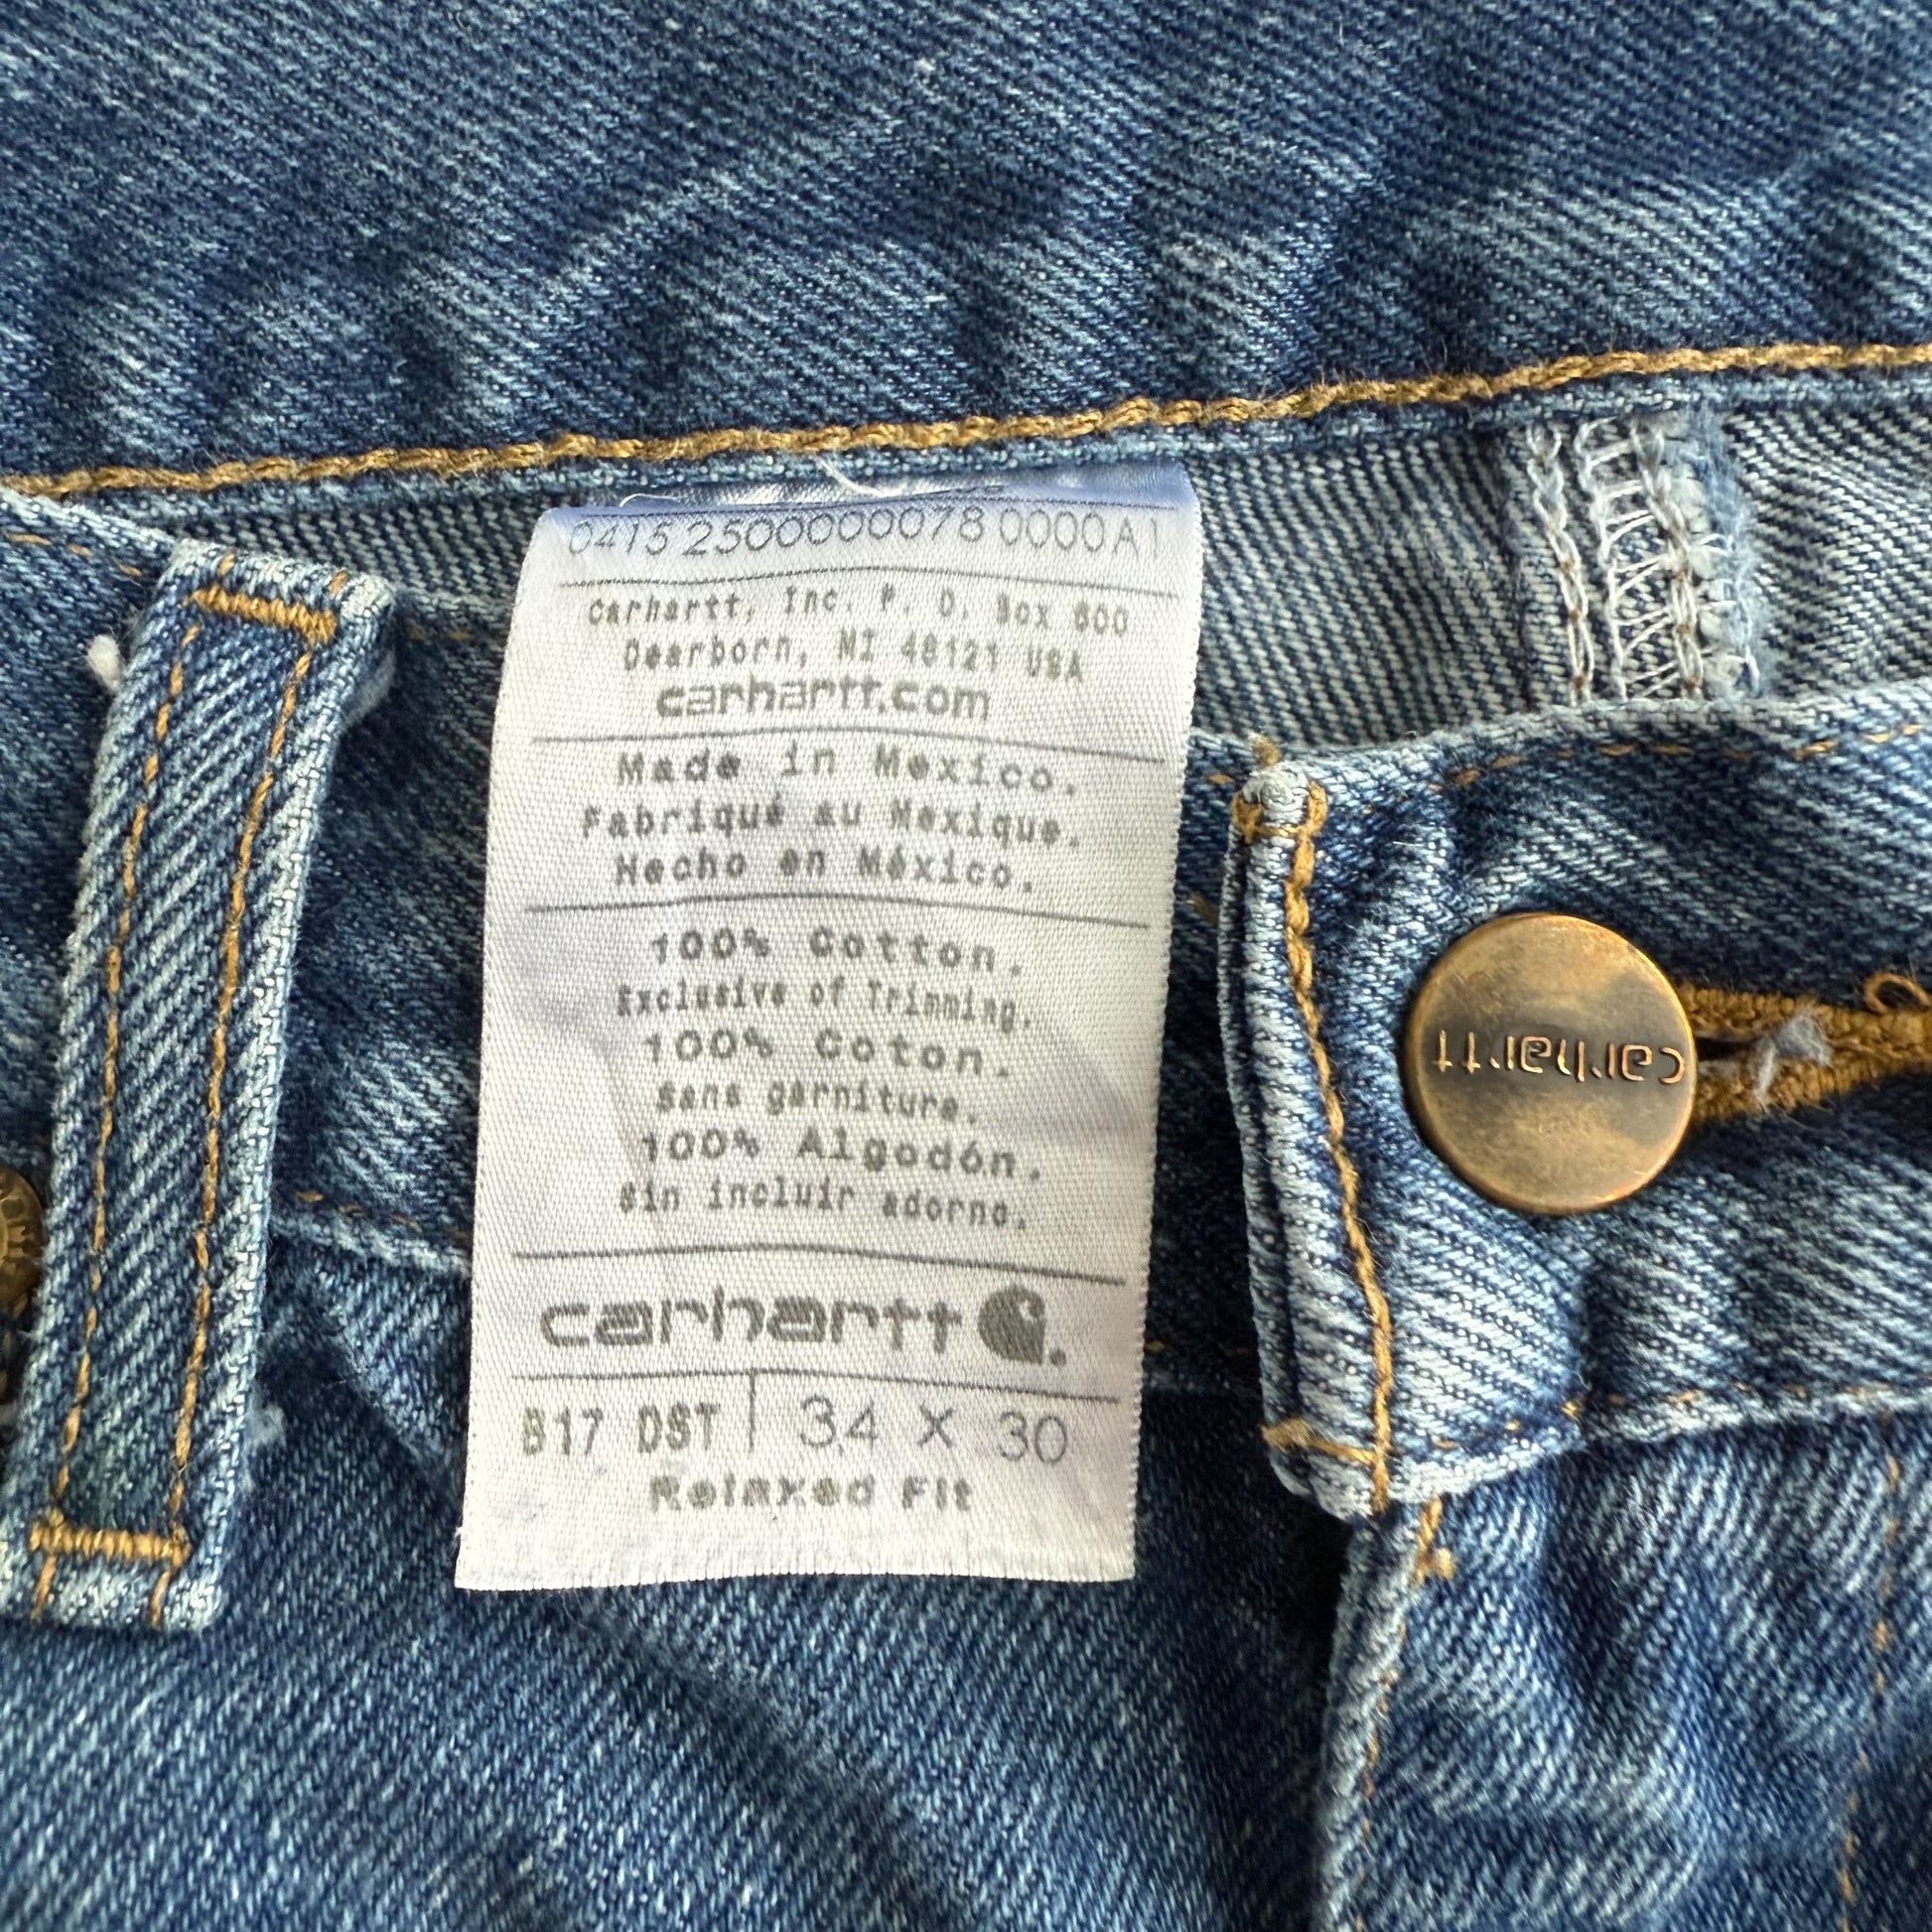 0415 2500000078 0000A1
Carhartt, Inc. P. O. Box 600
Dearborn, MI 48121 USA
carhartt.com
Made in Mexico.
Fabriqué au Mexique.
Hecho en México.
100% Cotton.
Exclusive of Trimming.
100% Coton.
Sans garniture.
100% Algodón.
Sin incluir adorno.
carhartt
B17 DST | 34 X 30
Relaxed Fit
carhartt